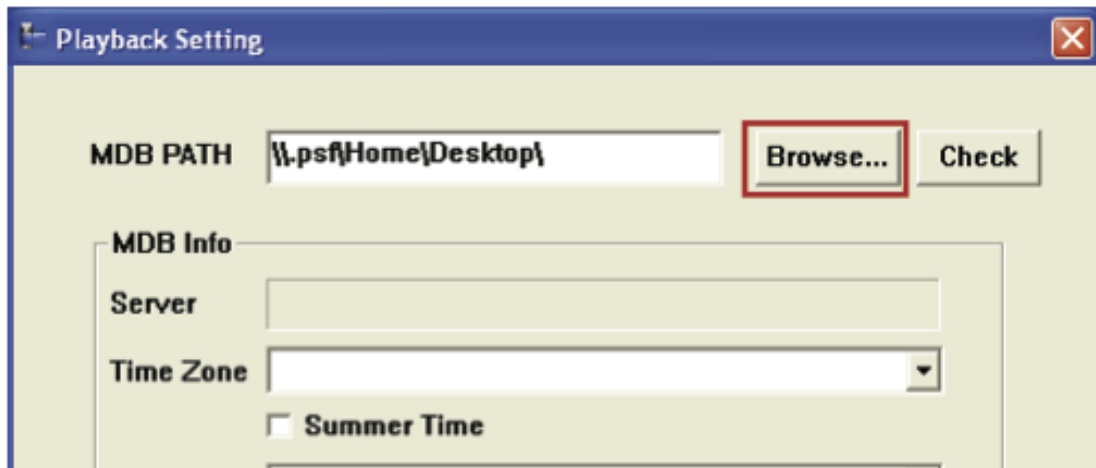 Playback Setting
MDB PATH \\.psf\Home\Desktop\ Browse... Check
MDB Info
Server
Time Zone
Summer Time